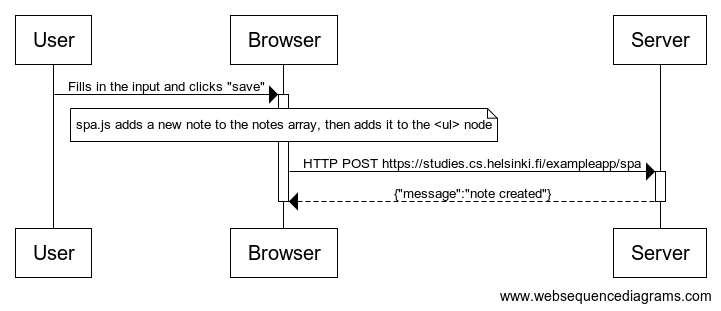 User
Browser
Server
Fills in the input and clicks "save"
spa.js adds a new note to the notes array, then adds it to the <ul> node
HTTP POST https://studies.cs.helsinki.fi/exampleapp/spa
{"message":"note created"}
User
Browser
Server
www.websequencediagrams.com